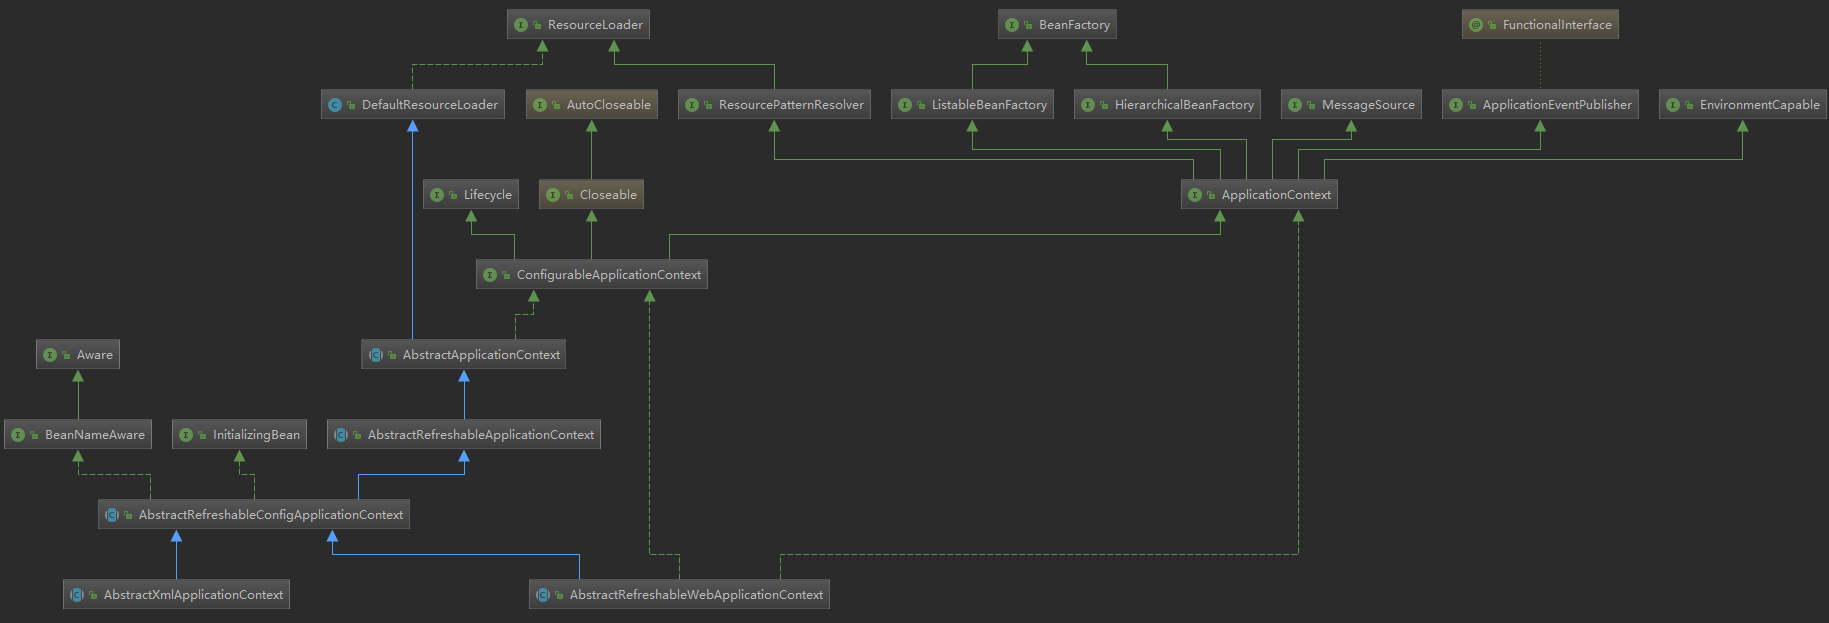 ResourceLoader
BeanFactory
FunctionalInterface
DefaultResourceLoader
AutoCloseable
ResourcePatternResolver
ListableBeanFactory
HierarchicalBeanFactory
MessageSource
ApplicationEventPublisher
EnvironmentCapable
Lifecycle
Closeable
ApplicationContext
ConfigurableApplicationContext
Aware
AbstractApplicationContext
BeanNameAware
InitializingBean
AbstractRefreshableApplicationContext
AbstractRefreshableConfigApplicationContext
AbstractXmlApplicationContext
AbstractRefreshableWebApplicationContext